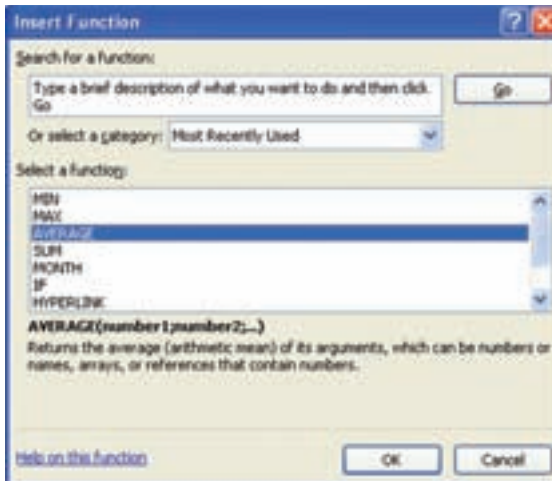 Insert Function
Search for a function:
Type a brief description of what you want to do and then click
Go
Go
Or select a category: Most Recently Used
Select a function:
MIN
MAX
AVERAGE
SUM
MONTH
IF
HYPERLINK
AVERAGE(number1;number2;...)
Returns the average (arithmetic mean) of its arguments, which can be numbers or
names, arrays, or references that contain numbers.
Help on this function
OK
Cancel